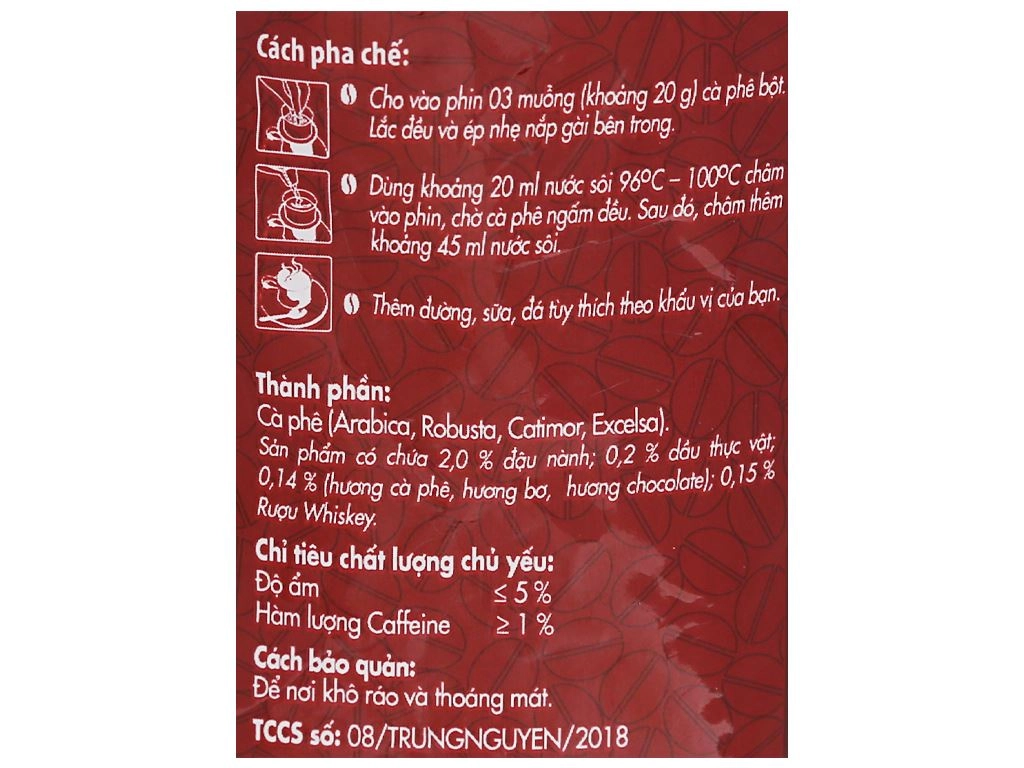 Cách pha chế:
Cho vào phin 03 muỗng (khoảng 20 g) cà phê bột.
Lắc đều và ép nhẹ nắp gài bên trong.
Dùng khoảng 20 ml nước sôi 96ºC – 100ºC châm
vào phin, chờ cà phê ngấm đều. Sau đó, châm thêm
khoảng 45 ml nước sôi.
Thêm đường, sữa, đá tùy thích theo khẩu vị của bạn.
Thành phần:
Cà phê (Arabica, Robusta, Catimor, Excelsa).
Sản phẩm có chứa 2,0 % đậu nành; 0,2 % dầu thực vật;
0,14 % (hương cà phê, hương bơ, hương chocolate); 0,15 %
Rượu Whiskey.
Chỉ tiêu chất lượng chủ yếu:
Độ ẩm ≤ 5 %
Hàm lượng Caffeine ≥ 1 %
Cách bảo quản:
Để nơi khô ráo và thoáng mát.
TCCS số: 08/TRUNGNGUYEN/2018